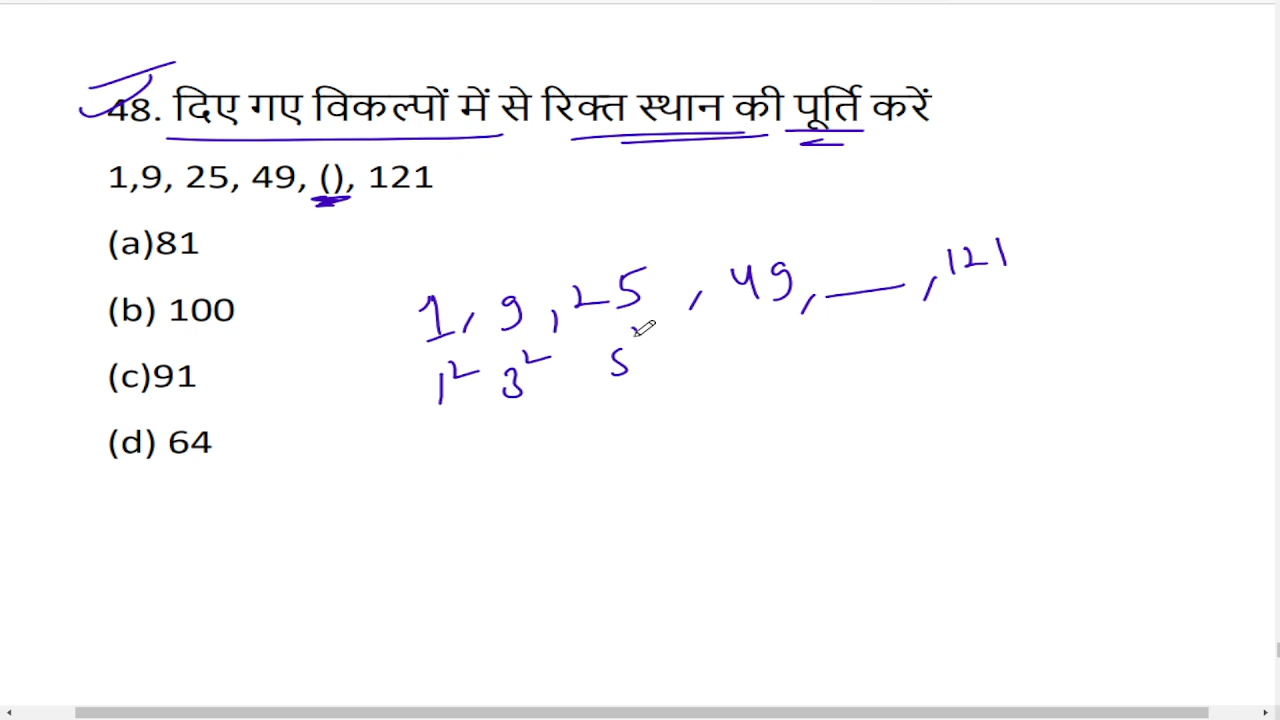 48. दिए गए विकल्पों में से रिक्त स्थान की पूर्ति करें
1,9, 25, 49, (), 121
(a)81
(b) 100
(c)91
(d) 64
1, 9, 25, 49, __, 121
1² 3² 5